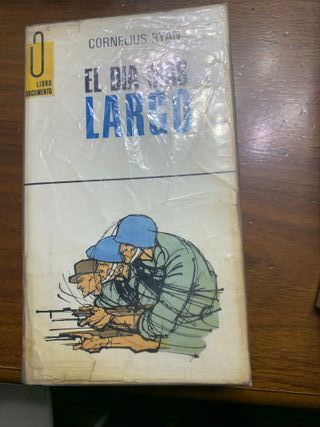 CORNELIUS RYAN
LIBRO
DOCUMENTO
EL DIA MAS
LARGO